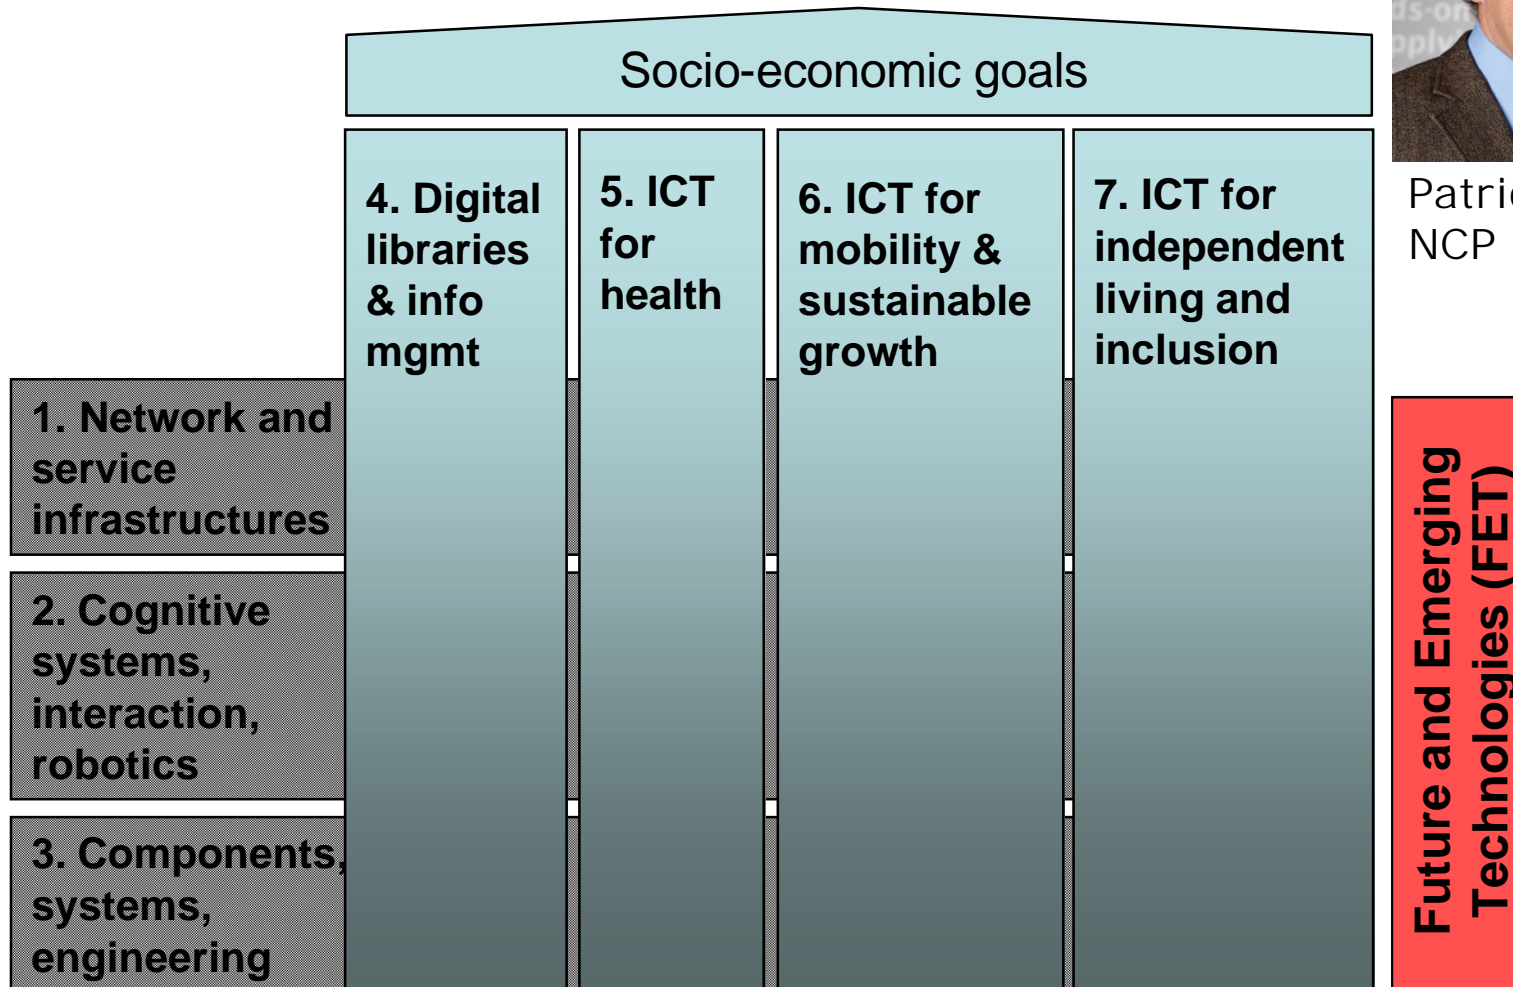 Socio-economic goals
4. Digital
libraries
& info
mgmt
5. ICT
for
health
6. ICT for
mobility &
sustainable
growth
7. ICT for
independent
living and
inclusion
NCP
1. Network and
service
infrastructures
2. Cognitive
systems,
interaction,
robotics
3. Components,
systems,
engineering
Future and Emerging
Technologies (FET)